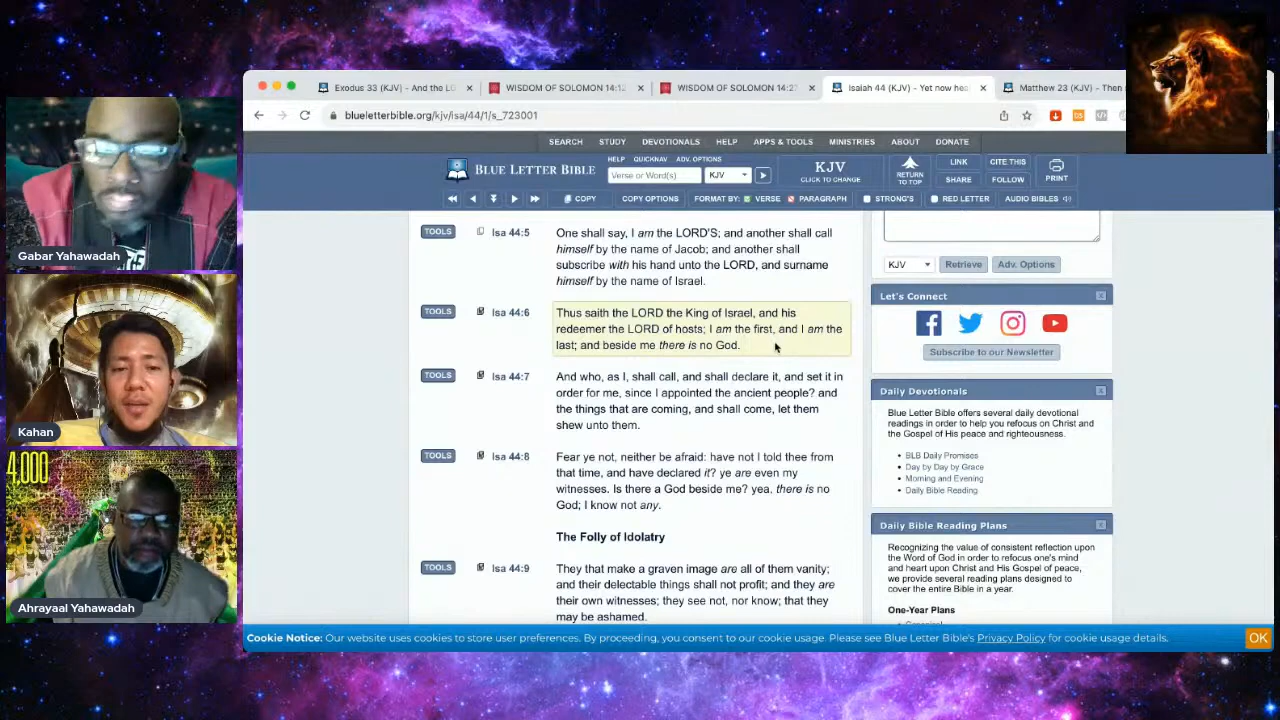 Exodus 33 (KJV) - And the LO
WISDOM OF SOLOMON 14:12
WISDOM OF SOLOMON 14:27
Isaiah 44 (KJV) - Yet now hea
Matthew 23 (KJV) - Then
blueletterbible.org/kjv/isa/44/1/s_723001
SEARCH STUDY DEVOTIONALS HELP APPS & TOOLS MINISTRIES ABOUT DONATE
BLUE LETTER BIBLE
HELP QUICKNAV ADV. OPTIONS
Verse or Word(s) KJV
KJV
CLICK TO CHANGE
RETURN
TO TOP
LINK
SHARE
CITE THIS
FOLLOW
PRINT
COPY COPY OPTIONS FORMAT BY: VERSE PARAGRAPH STRONG'S RED LETTER AUDIO BIBLES
TOOLS Isa 44:5 One shall say, I am the LORD'S; and another shall call
himself by the name of Jacob; and another shall
subscribe with his hand unto the LORD, and surname
himself by the name of Israel.
TOOLS Isa 44:6 Thus saith the LORD the King of Israel, and his
redeemer the LORD of hosts; I am the first, and I am the
last; and beside me there is no God.
TOOLS Isa 44:7 And who, as I, shall call, and shall declare it, and set it in
order for me, since I appointed the ancient people? and
the things that are coming, and shall come, let them
shew unto them.
TOOLS Isa 44:8 Fear ye not, neither be afraid: have not I told thee from
that time, and have declared it? ye are even my
witnesses. Is there a God beside me? yea, there is no
God; I know not any.
The Folly of Idolatry
TOOLS Isa 44:9 They that make a graven image are all of them vanity;
and their delectable things shall not profit; and they are
their own witnesses; they see not, nor know; that they
may be ashamed.
KJV Retrieve Adv. Options
Let's Connect
Subscribe to our Newsletter
Daily Devotionals
Blue Letter Bible offers several daily devotional
readings in order to help you refocus on Christ and
the Gospel of His peace and righteousness.
BLB Daily Promises
Day by Day by Grace
Morning and Evening
Daily Bible Reading
Daily Bible Reading Plans
Recognizing the value of consistent reflection upon
the Word of God in order to refocus one's mind
and heart upon Christ and His Gospel of peace,
we provide several reading plans designed to
cover the entire Bible in a year.
One-Year Plans
Cookie Notice: Our website uses cookies to store user preferences. By proceeding, you consent to our cookie usage. Please see Blue Letter Bible's Privacy Policy for cookie usage details.
OK
Gabar Yahawadah
Kahan
4,000
Ahrayaal Yahawadah